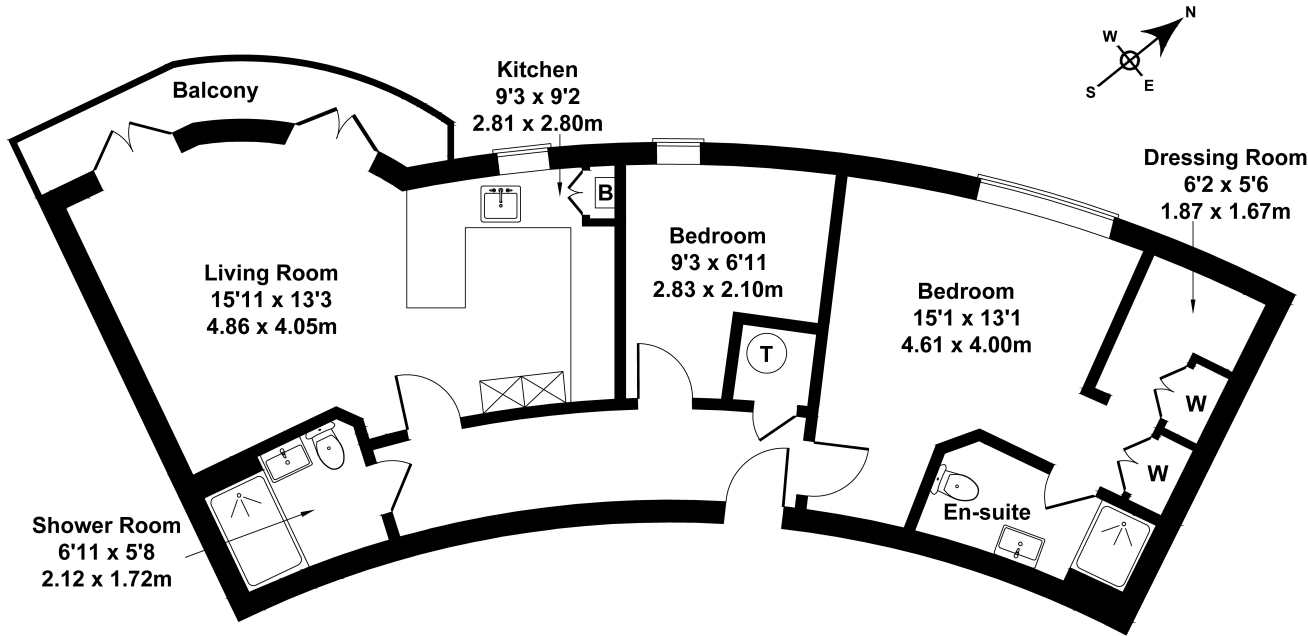 N
W
E
S
Balcony
Kitchen
9'3 x 9'2
2.81 x 2.80m
B
Dressing Room
6'2 x 5'6
1.87 x 1.67m
Living Room
15'11 x 13'3
4.86 x 4.05m
Bedroom
9'3 x 6'11
2.83 x 2.10m
T
Bedroom
15'1 x 13'1
4.61 x 4.00m
W
W
Shower Room
6'11 x 5'8
2.12 x 1.72m
En-suite